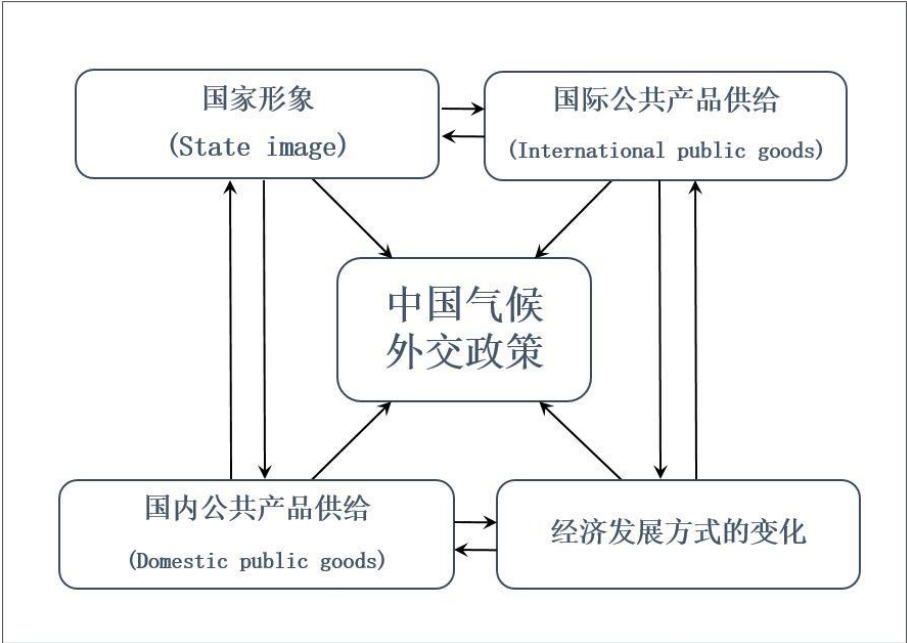 国家形象
(State image)
国际公共产品供给
(International public goods)
中国气候
外交政策
国内公共产品供给
(Domestic public goods)
经济发展方式的变化